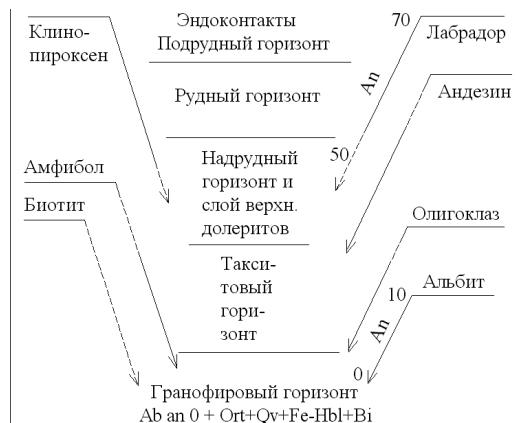 Эндоконтакты
Подрудный горизонт
Клино-
пироксен
70
Лабрадор
An
Андезин
Рудный горизонт
Надрудный
горизонт и
слой верхн.
долеритов
50
Амфибол
Биотит
Олигоклаз
Такси-
товый
гори-
зонт
Альбит
10
An
0
Гранофировый горизонт
Ab an 0 + Ort+Qv+Fe-Hbl+Bi